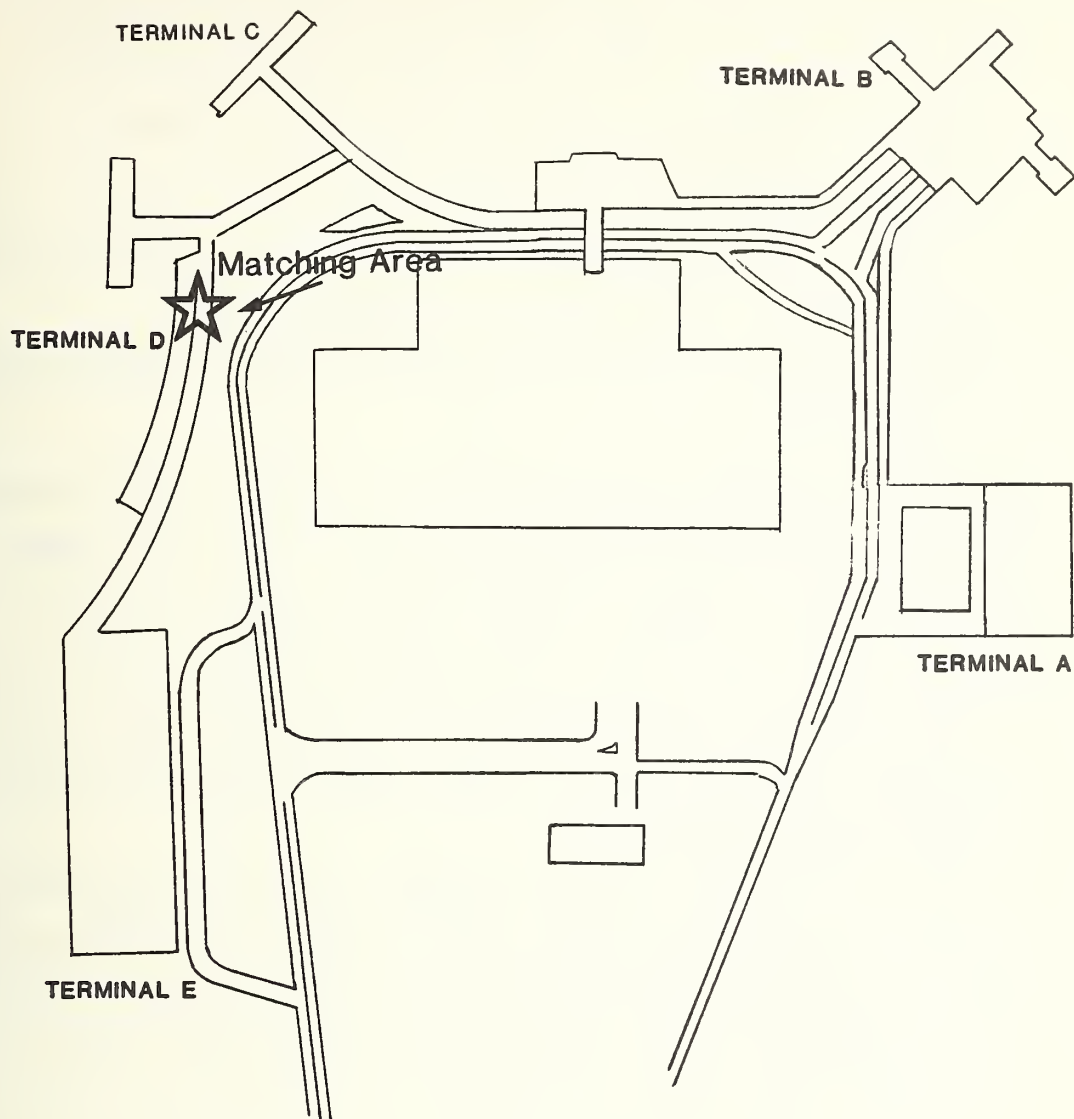 TERMINAL C
TERMINAL B
Matching Area
TERMINAL D
TERMINAL A
TERMINAL E